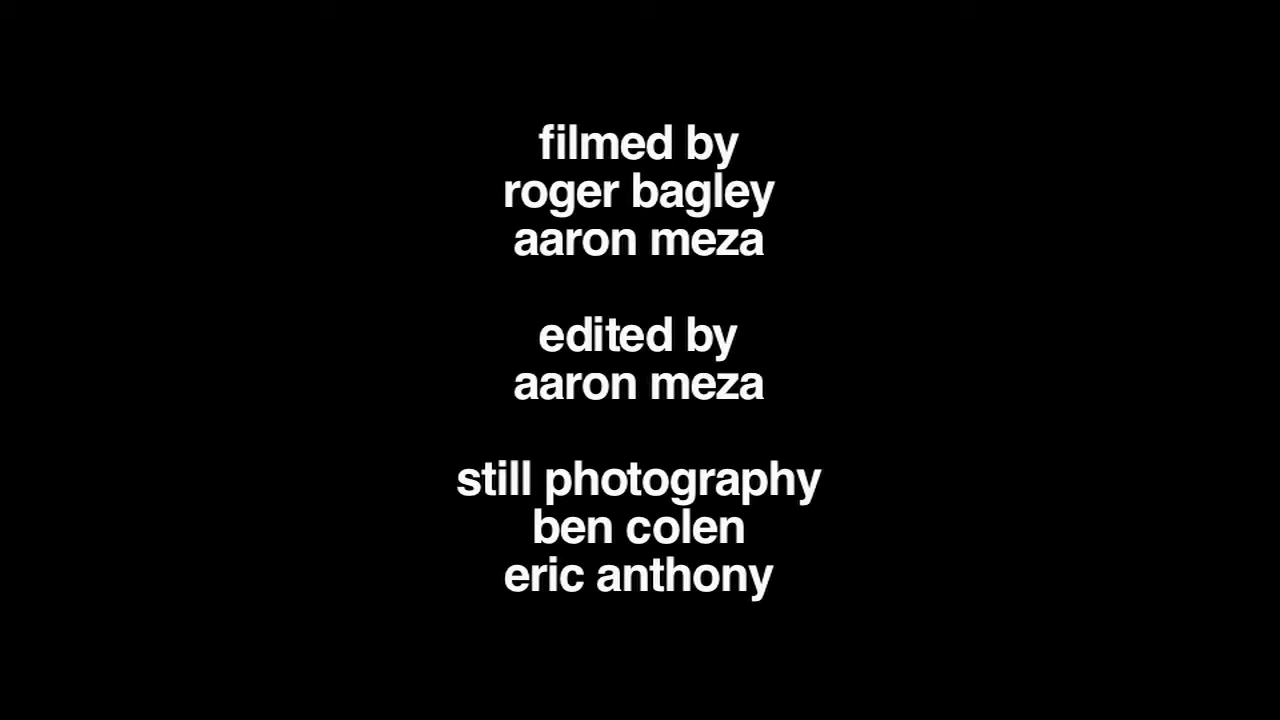 filmed by
roger bagley
aaron meza
edited by
aaron meza
still photography
ben colen
eric anthony